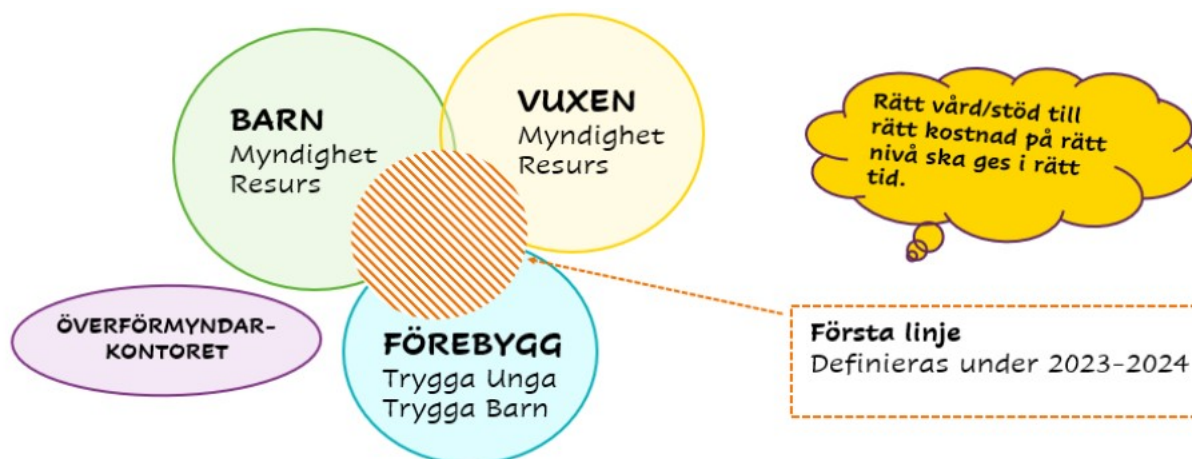 BARN
Myndighet
Resurs
VUXEN
Myndighet
Resurs
Rätt vård/stöd till
rätt kostnad på rätt
nivå ska ges i rätt
tid.
ÖVERFÖRMYNDAR-
KONTORET
FÖREBYGG
Trygga Unga
Trygga Barn
Första linje
Definieras under 2023-2024